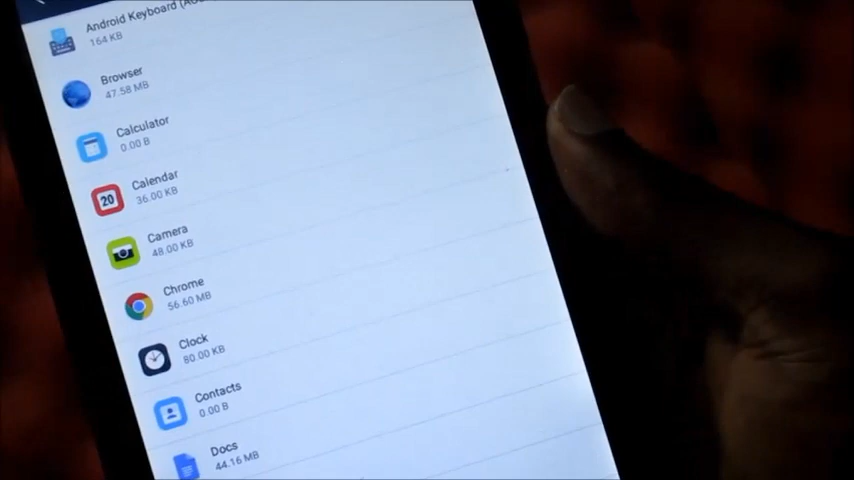 Android Keyboard (AO
164 KB
Browser
47.58 MB
Calculator
0.00 B
20
Calendar
36.00 KB
Camera
48.00 KB
Chrome
56.60 MB
Clock
80.00 KB
Contacts
0.00 B
Docs
44.16 MB